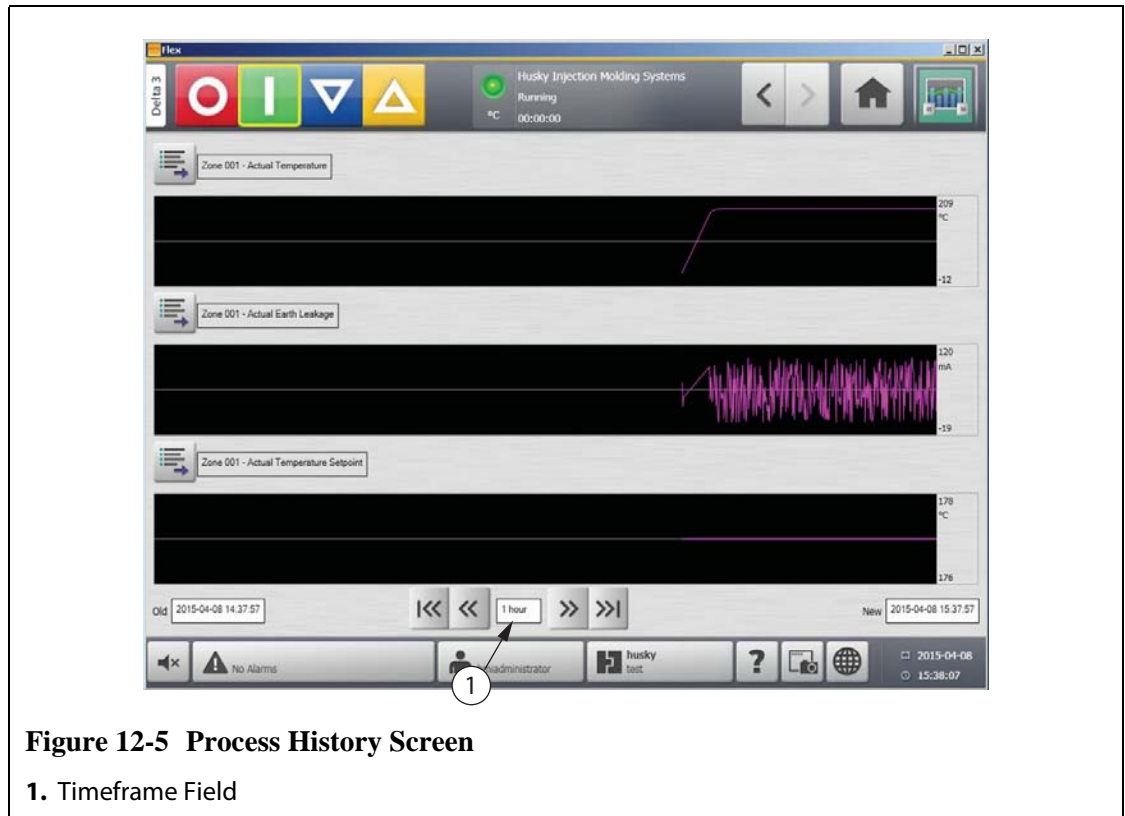 Flex
Delta 3
Husky Injection Molding Systems
Running
°C 00:00:00
Zone 001 - Actual Temperature
209
°C
-12
Zone 001 - Actual Earth Leakage
120
mA
-19
Zone 001 - Actual Temperature Setpoint
178
°C
176
Old 2015-04-08 14:37:57 1 hour New 2015-04-08 15:37:57
No Alarms
husky
test
?
2015-04-08
15:38:07
1
Figure 12-5 Process History Screen
1. Timeframe Field